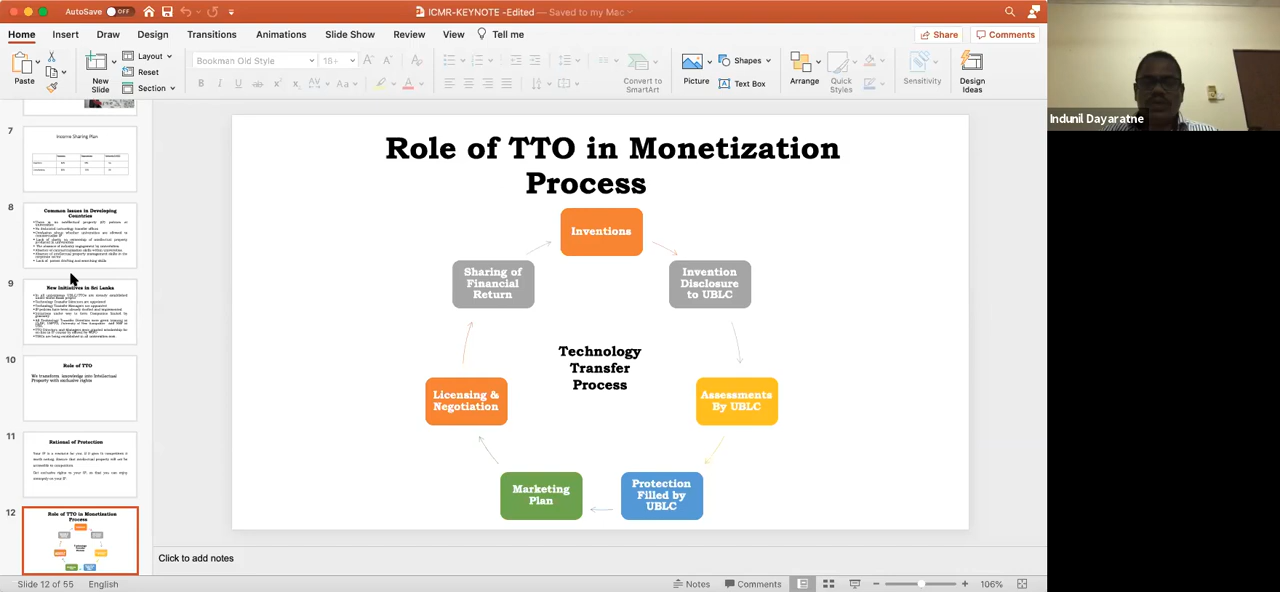 AutoSave OFF
ICMR-KEYNOTE -Edited — Saved to my Mac
Home Insert Draw Design Transitions Animations Slide Show Review View Tell me
Share Comments
Paste
New
Slide
Layout
Reset
Section
Bookman Old Style 18+
Convert to
SmartArt
Picture
Shapes
Text Box
Arrange
Quick
Styles
Sensitivity
Design
Ideas
7
Income Sharing Plan
8
Common Issues in Developing
Countries
9
New Initiatives in Sri Lanka
10
Role of TTO
We transform knowledge into Intellectual
Property with exclusive rights
11
Rational of Protection
12
Role of TTO in Monetization
Process
Role of TTO in Monetization
Process
Inventions
Invention
Disclosure
to UBLC
Assessments
By UBLC
Protection
Filled by
UBLC
Marketing
Plan
Licensing &
Negotiation
Sharing of
Financial
Return
Technology
Transfer
Process
Click to add notes
Slide 12 of 55 English
Notes Comments 106%
Indunil Dayaratne